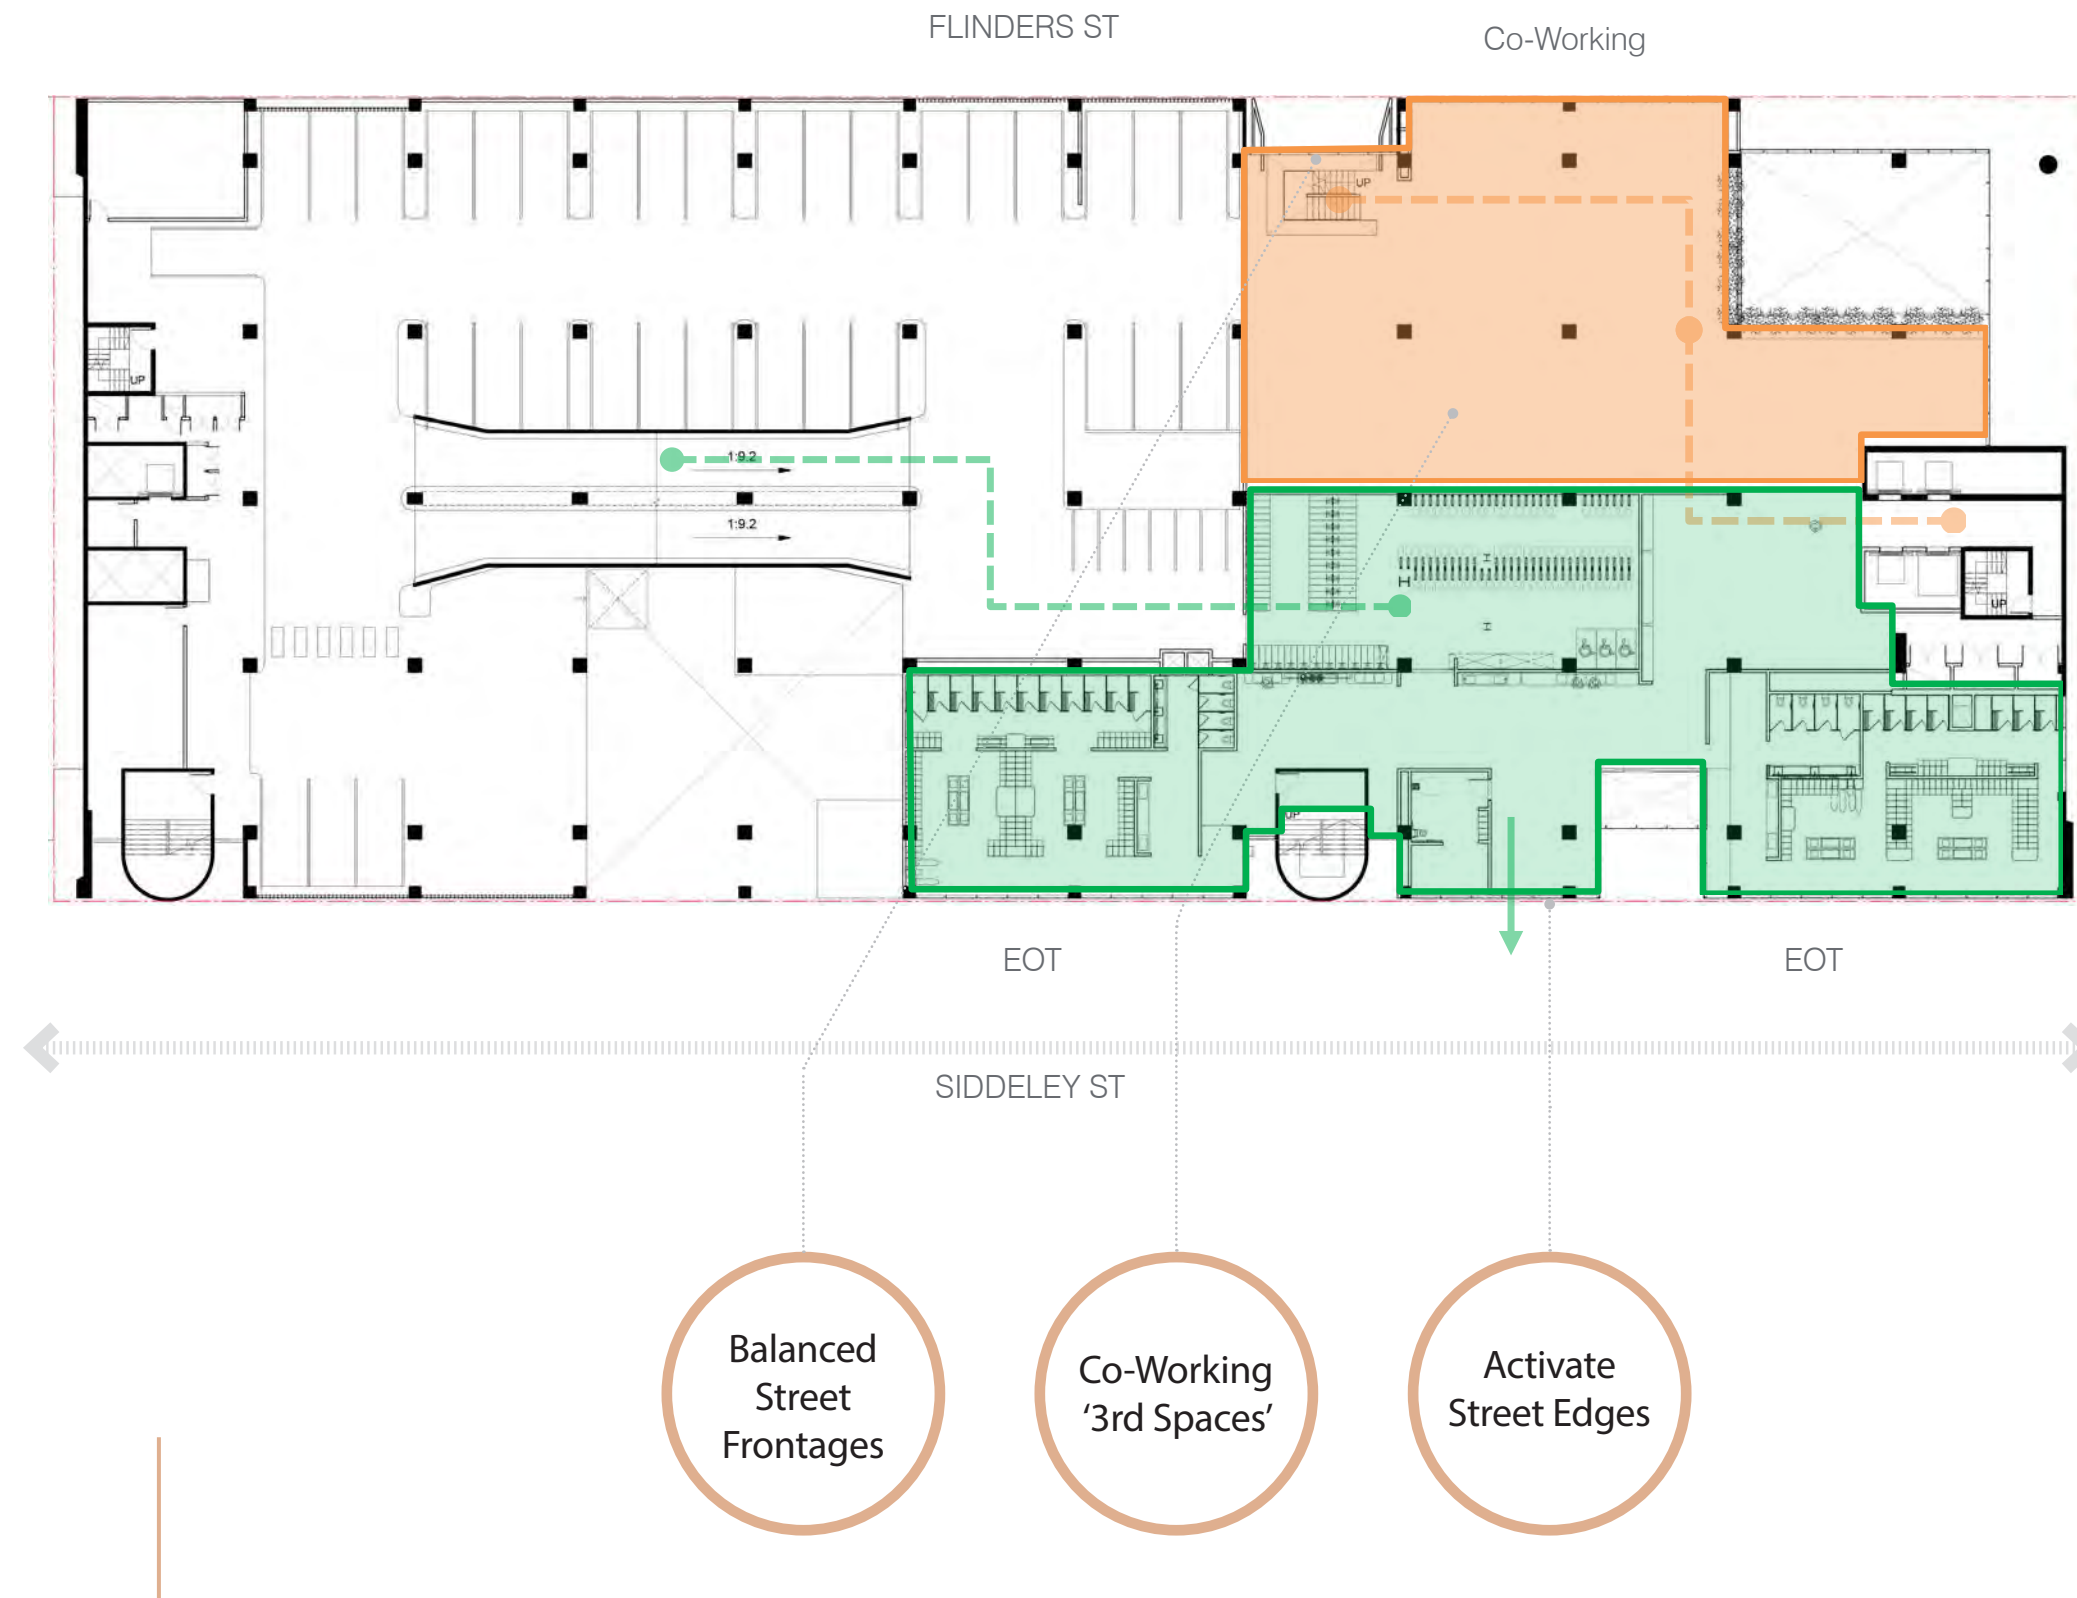 FLINDERS ST
Co-Working
UP
UP
1:9.2
1:9.2
UP
UP
EOT
EOT
SIDDELEY ST
Balanced
Street
Frontages
Co-Working
‘3rd Spaces’
Activate
Street Edges